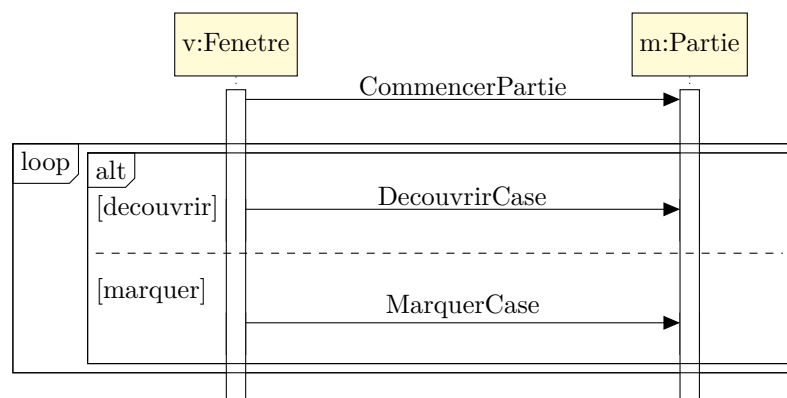 v:Fenetre
m:Partie
CommencerPartie
loop
alt
[decouvrir]
DecouvrirCase
[marquer]
MarquerCase